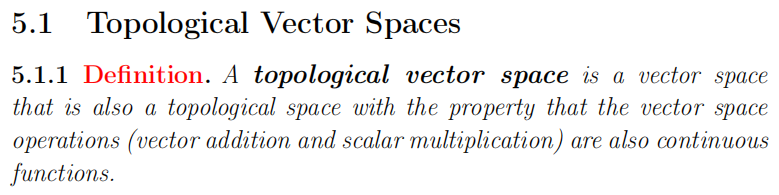 5.1 Topological Vector Spaces
5.1.1 Definition. A topological vector space is a vector space
that is also a topological space with the property that the vector space
operations (vector addition and scalar multiplication) are also continuous
functions.